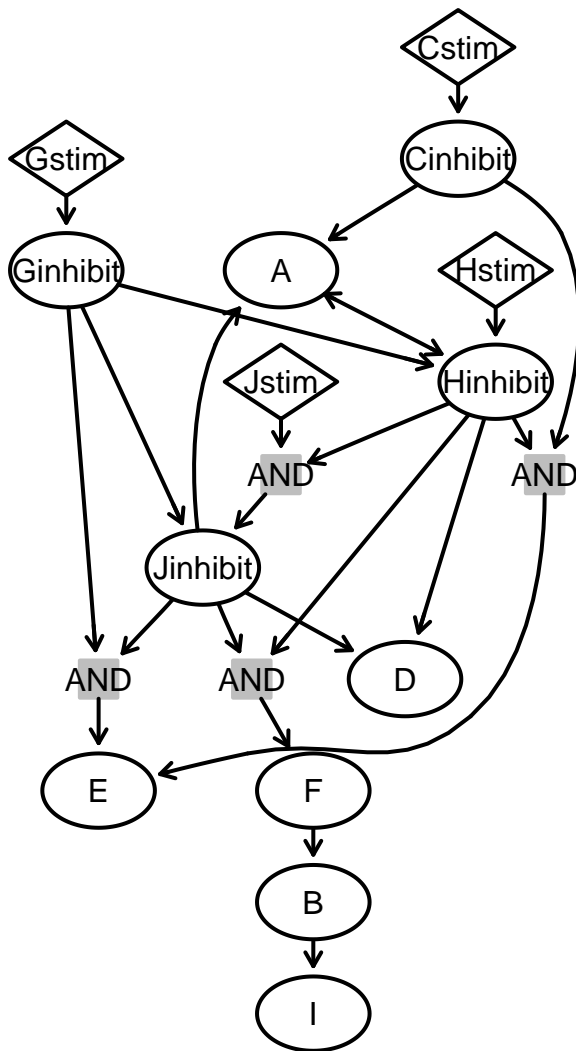 Cstim
Gstim
Cinhibit
Ginhibit
A
Hstim
Jstim
Hinhibit
AND
AND
Jinhibit
AND
AND
D
E
F
B
I